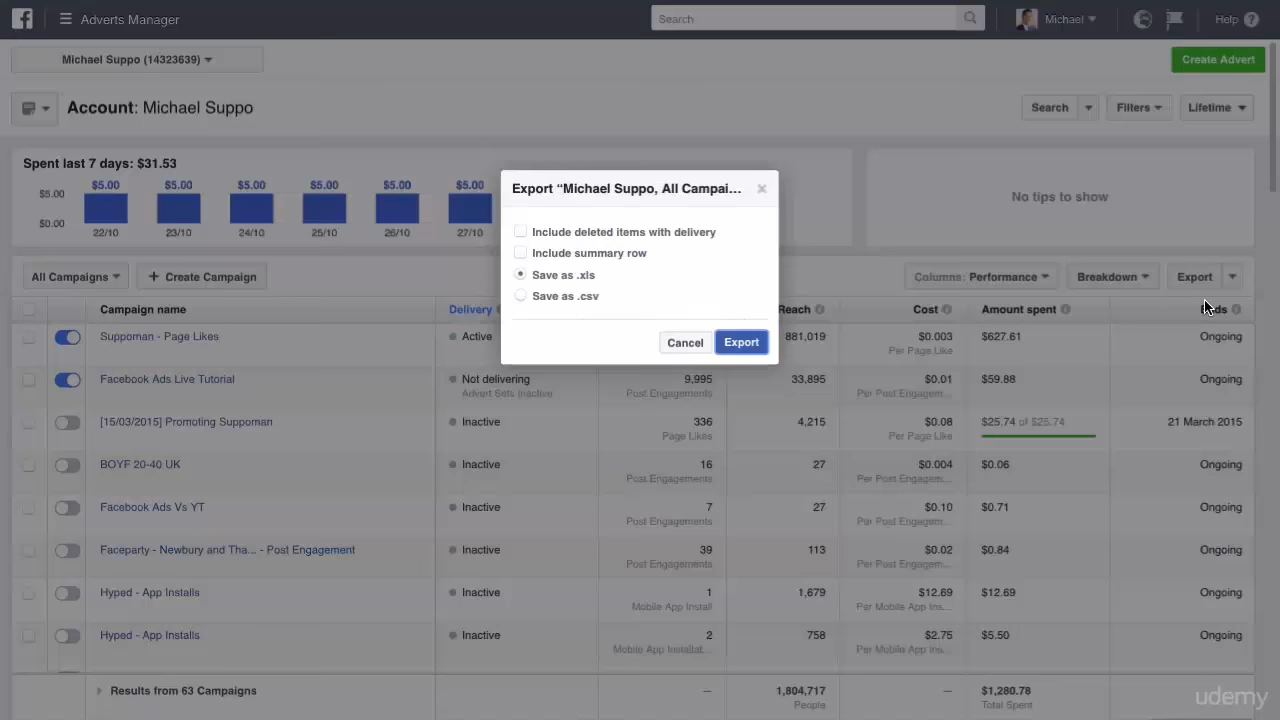 Adverts Manager
Search
Michael
Help
Michael Suppo (14323639)
Create Advert
Account: Michael Suppo
Search
Filters
Lifetime
Spent last 7 days: $31.53
$5.00
$0.00
$5.00 $5.00 $5.00 $5.00 $5.00 $5.00
22/10 23/10 24/10 25/10 26/10 27/10
No tips to show
Export “Michael Suppo, All Campai...
Include deleted items with delivery
Include summary row
Save as .xls
Save as .csv
Cancel Export
All Campaigns + Create Campaign Columns: Performance Breakdown Export
Campaign name Delivery Reach Cost Amount spent
Suppoman - Page Likes Active 881,019 $0.003 $627.61 Ongoing
Per Page Like
Facebook Ads Live Tutorial Not delivering 9,995 33,895 $0.01 $59.88 Ongoing
Advert Sets Inactive Post Engagements Per Post Engagem...
[15/03/2015] Promoting Suppoman Inactive 336 4,215 $0.08 $25.74 of $25.74 21 March 2015
Page Likes Per Page Like
BOYF 20-40 UK Inactive 16 27 $0.004 $0.06 Ongoing
Post Engagements Per Post Engagem...
Facebook Ads Vs YT Inactive 7 27 $0.10 $0.71 Ongoing
Post Engagements Per Post Engagem...
Faceparty - Newbury and Tha... - Post Engagement Inactive 39 113 $0.02 $0.84 Ongoing
Post Engagements Per Post Engagem...
Hyped - App Installs Inactive 1 1,679 $12.69 $12.69 Ongoing
Mobile App Install Per Mobile App Ins...
Hyped - App Installs Inactive 2 758 $2.75 $5.50 Ongoing
Mobile App Installat... Per Mobile App Ins...
Results from 63 Campaigns — 1,804,717 — $1,280.78
People Total Spent
udemy